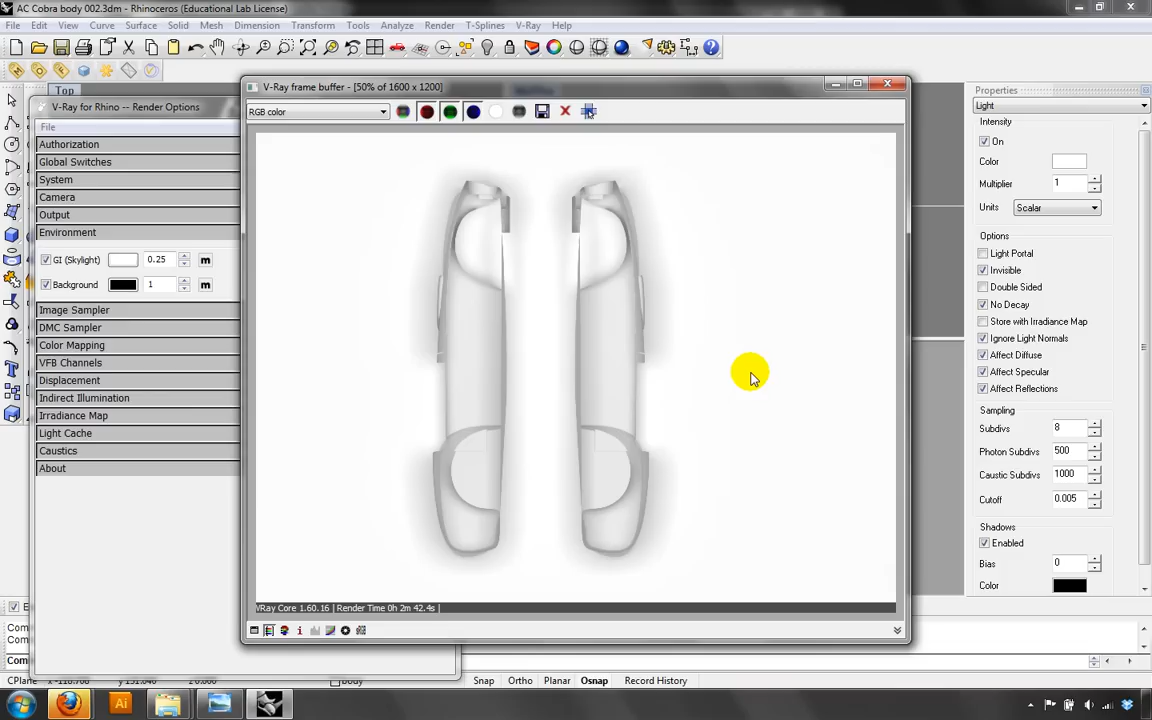 AC Cobra body 002.3dm - Rhinoceros (Educational Lab License)
File Edit View Curve Surface Solid Mesh Dimension Transform Tools Analyze Render T-Splines V-Ray Help
Top
V-Ray for Rhino -- Render Options
File
Authorization
Global Switches
System
Camera
Output
Environment
GI (Skylight) 0.25 m
Background 1 m
Image Sampler
DMC Sampler
Color Mapping
VFB Channels
Displacement
Indirect Illumination
Irradiance Map
Light Cache
Caustics
About
V-Ray frame buffer - [50% of 1600 x 1200]
RGB color
VRay Core 1.60.16 | Render Time 0h 2m 42.4s |
Properties
Light
Intensity
On
Color
Multiplier 1
Units Scalar
Options
Light Portal
Invisible
Double Sided
No Decay
Store with Irradiance Map
Ignore Light Normals
Affect Diffuse
Affect Specular
Affect Reflections
Sampling
Subdivs 8
Photon Subdivs 500
Caustic Subdivs 1000
Cutoff 0.005
Shadows
Enabled
Bias 0
Color
Snap Ortho Planar Osnap Record History
Ai